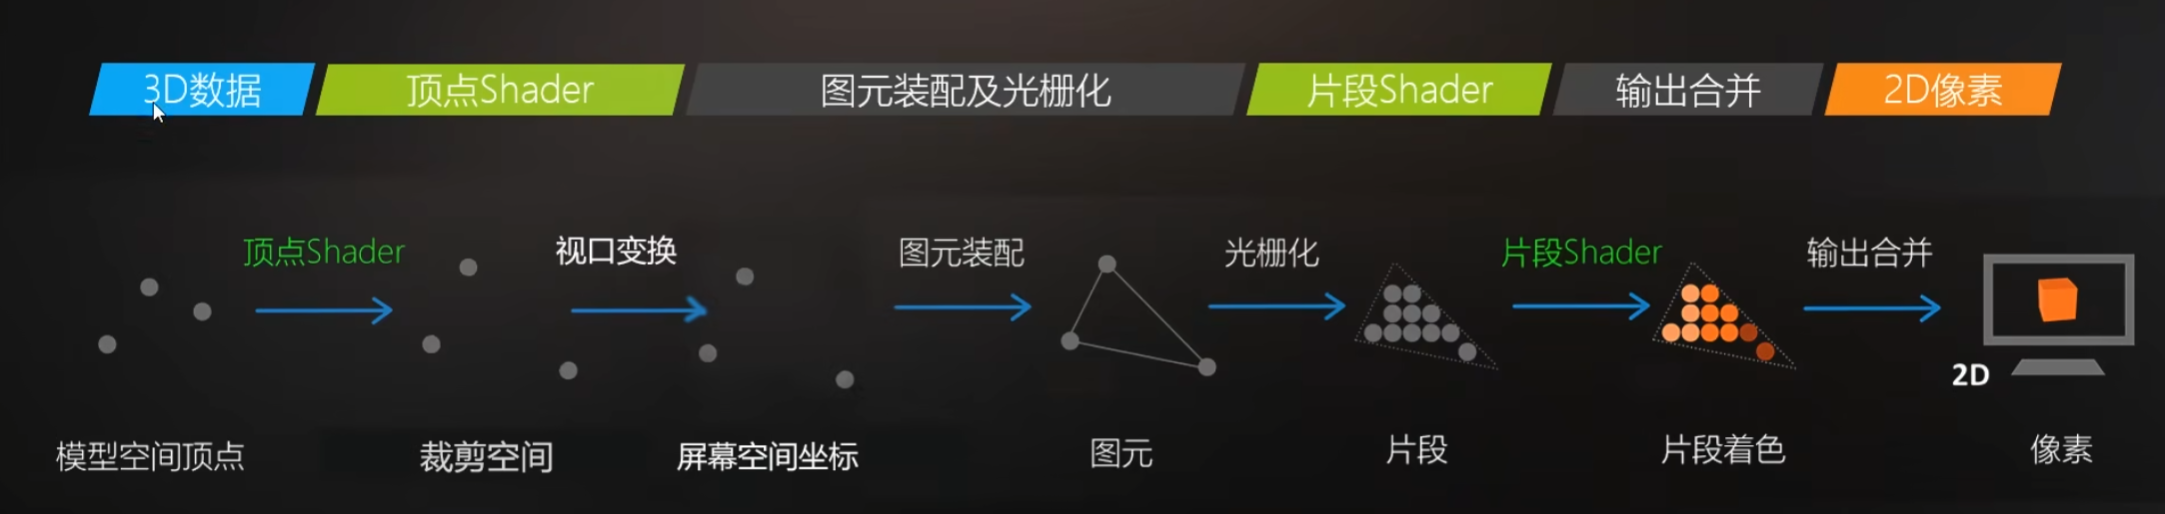 3D数据
顶点Shader
图元装配及光栅化
片段Shader
输出合并
2D像素
顶点Shader
视口变换
图元装配
光栅化
片段Shader
输出合并
2D
模型空间顶点
裁剪空间
屏幕空间坐标
图元
片段
片段着色
像素